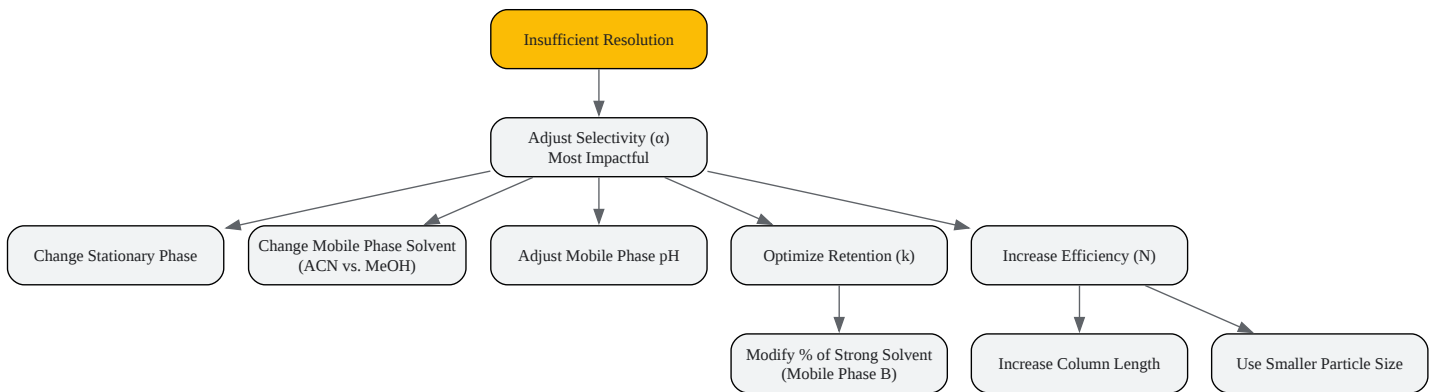 Insufficient Resolution
Adjust Selectivity (α)
Most Impactful
Change Stationary Phase
Change Mobile Phase Solvent
(ACN vs. MeOH)
Adjust Mobile Phase pH
Optimize Retention (k)
Increase Efficiency (N)
Modify % of Strong Solvent
(Mobile Phase B)
Increase Column Length
Use Smaller Particle Size